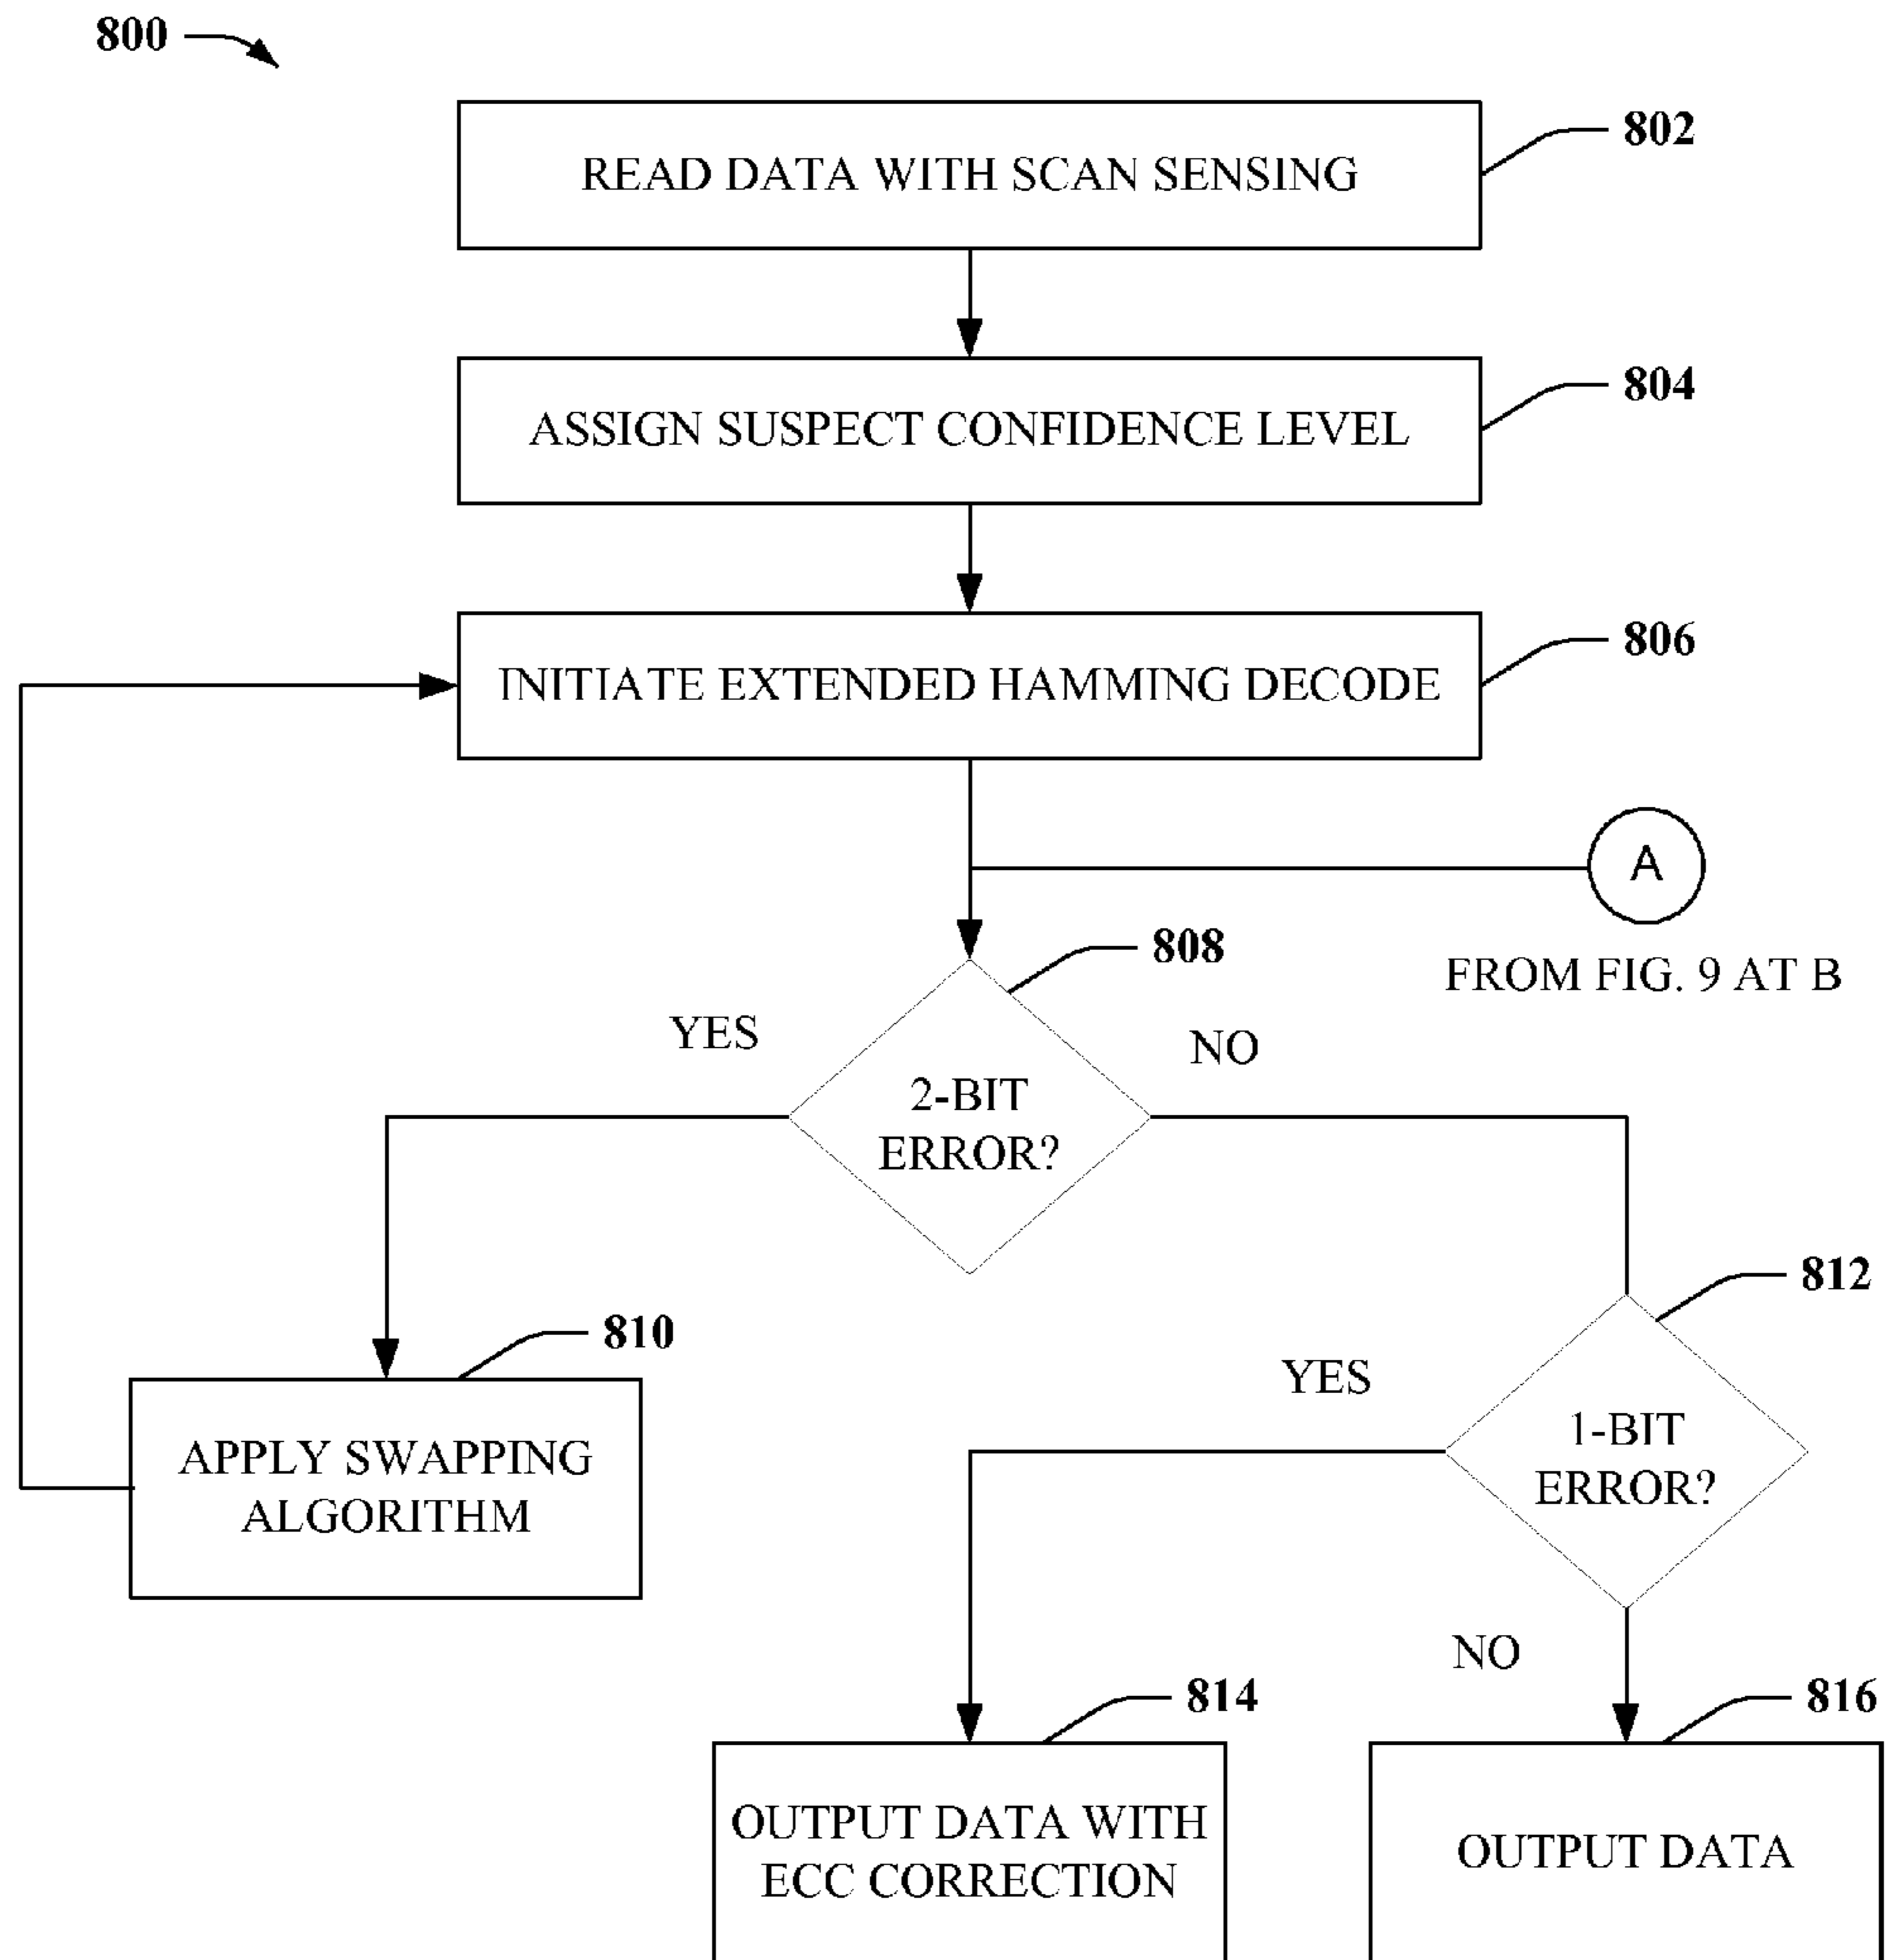 800
802
READ DATA WITH SCAN SENSING
804
ASSIGN SUSPECT CONFIDENCE LEVEL
806
INITIATE EXTENDED HAMMING DECODE
A
FROM FIG. 9 AT B
808
YES
NO
2-BIT
ERROR?
812
810
YES
1-BIT
ERROR?
APPLY SWAPPING
ALGORITHM
NO
814
816
OUTPUT DATA WITH
ECC CORRECTION
OUTPUT DATA